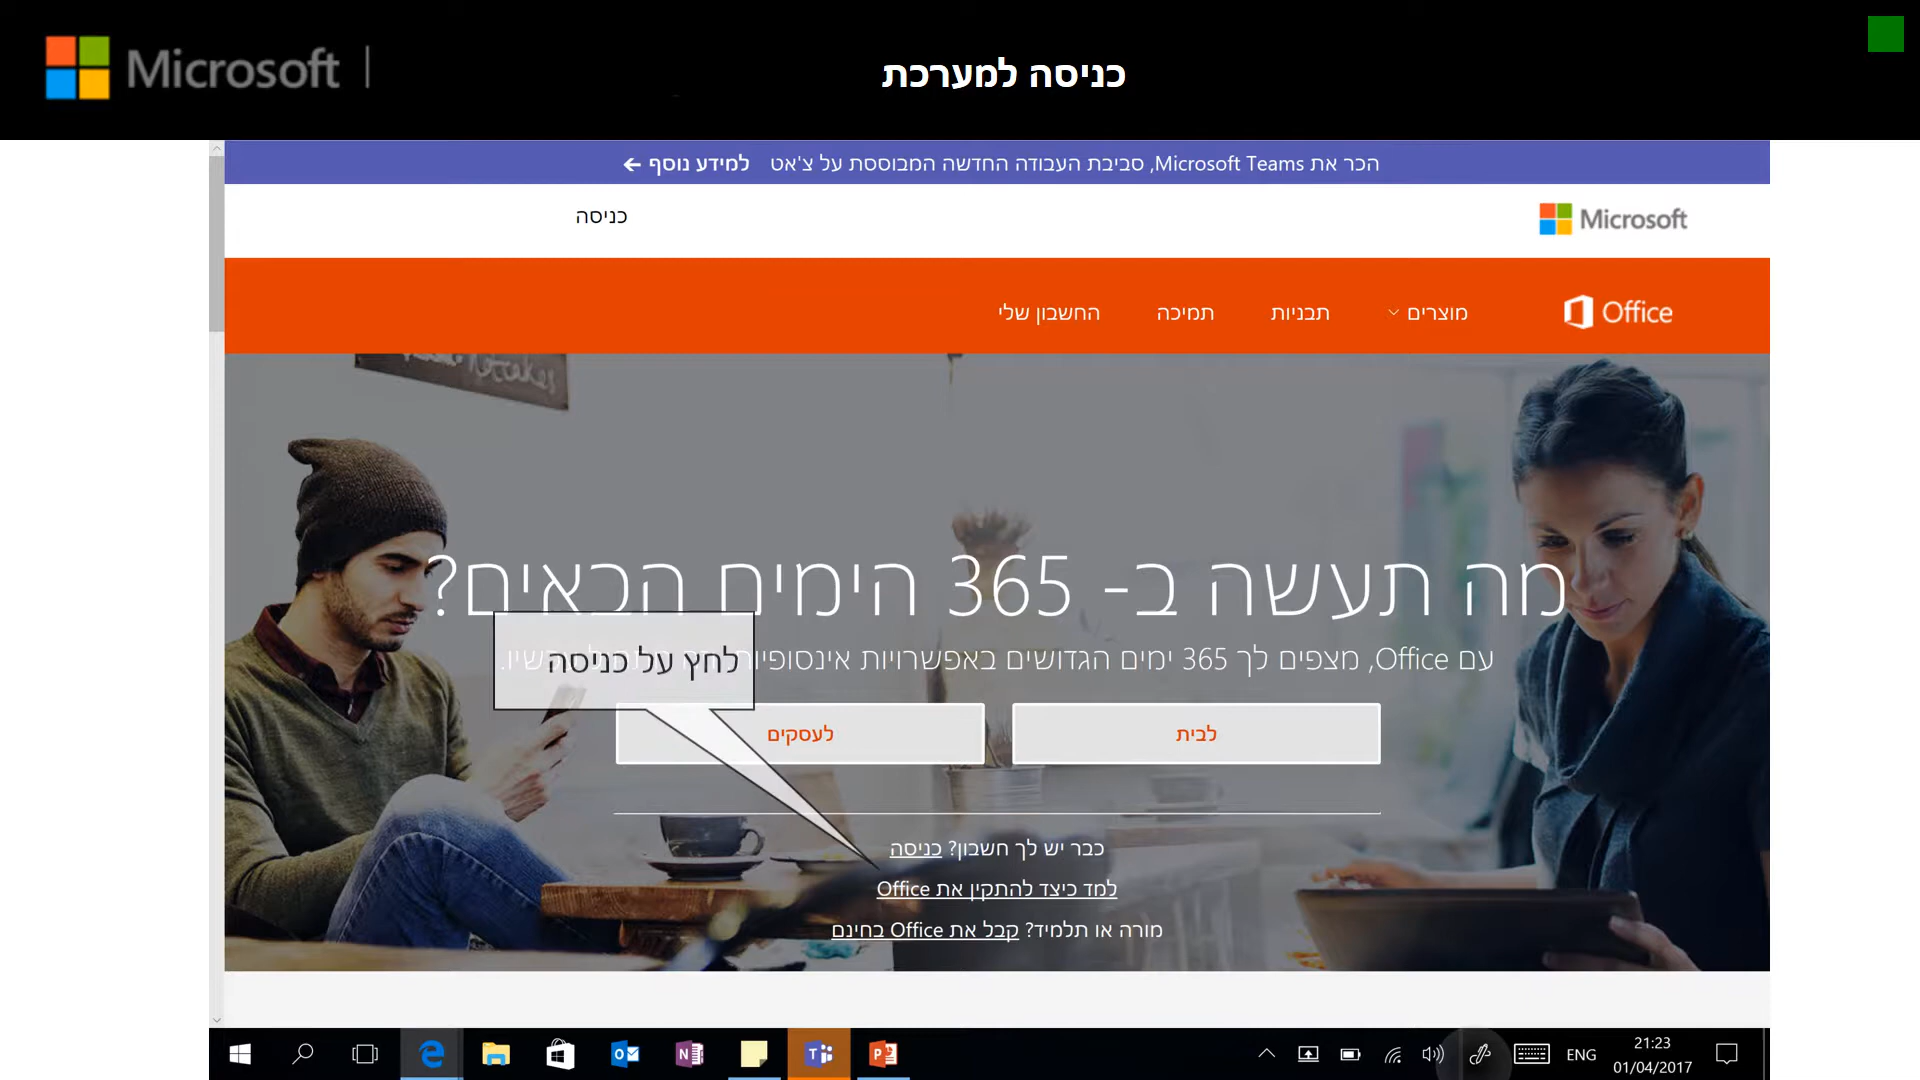 Microsoft
כניסה למערכת
הכר את Microsoft Teams, סביבת העבודה החדשה המבוססת על צ'אט למידע נוסף
Microsoft
כניסה
Office
מוצרים תבניות תמיכה החשבון שלי
מה תעשה ב- 365 הימים הבאים?
עם Office, מצפים לך 365 ימים הגדושים באפשרויות אינסופיות
לחץ על כניסה
לבית
לעסקים
כבר יש לך חשבון? כניסה
למד כיצד להתקין את Office
מורה או תלמיד? קבל את Office בחינם
ENG
21:23
01/04/2017